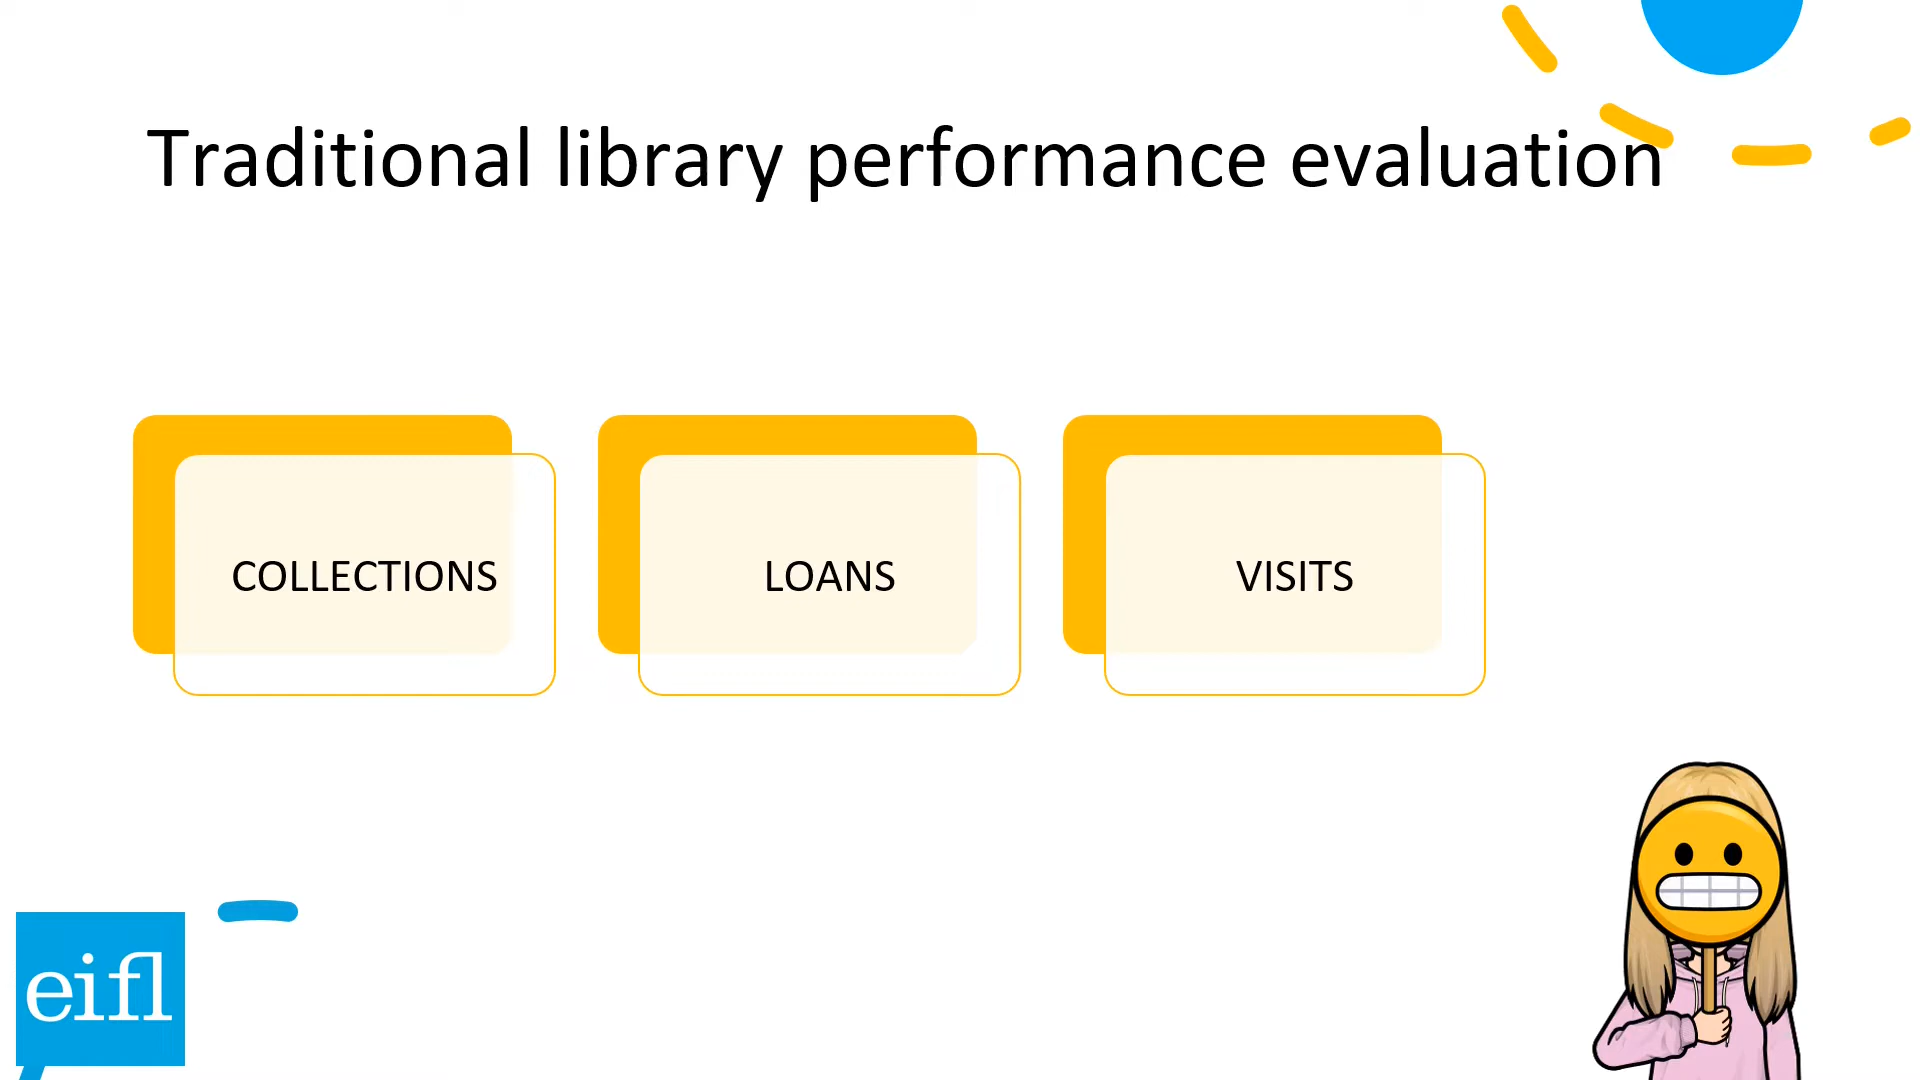 Traditional library performance evaluation
COLLECTIONS
LOANS
VISITS
eifl